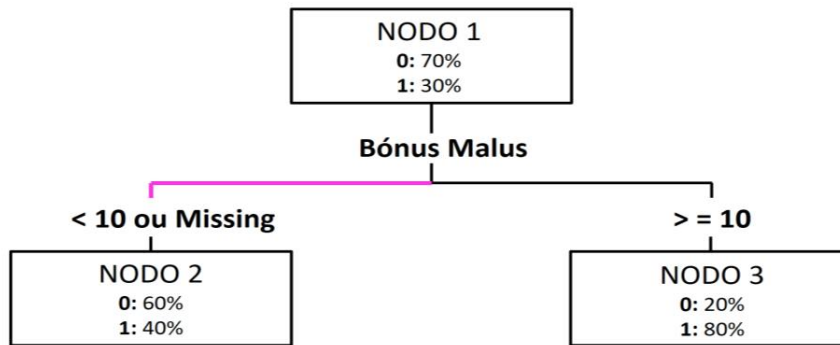 NODO 1
0: 70%
1: 30%
Bónus Malus
< 10 ou Missing
> = 10
NODO 2
0: 60%
1: 40%
NODO 3
0: 20%
1: 80%